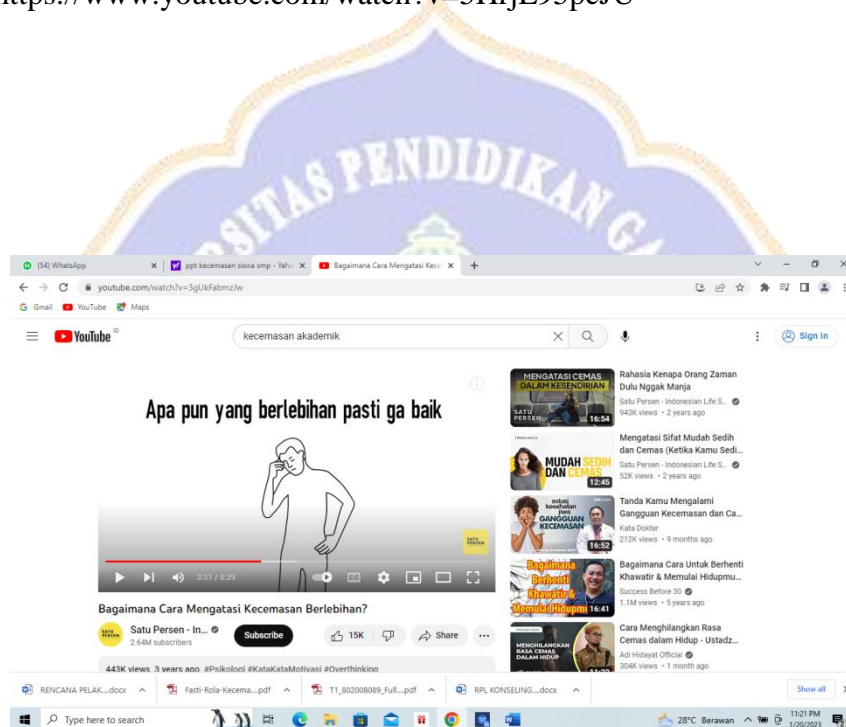 PENDIDIKAN
(54) WhatsApp
ppt kecemasan siswa smp - Yaho
Bagaimana Cara Mengatasi Kece
youtube.com/watch?v=3gUkFabmzJw
Gmail YouTube Maps
YouTube ID
kecemasan akademik
Sign in
Apa pun yang berlebihan pasti ga baik
SATU PERSEN
3:31 / 8:39
Bagaimana Cara Mengatasi Kecemasan Berlebihan?
Satu Persen - In...
2.64M subscribers
Subscribe
15K
Share
443K views 3 years ago #Psikologi #KataKataMotivasi #Overthinking
MENGATASI CEMAS
DALAM KESENDIRIAN
SATU
PERSEN
16:54
Rahasia Kenapa Orang Zaman
Dulu Nggak Manja
Satu Persen - Indonesian Life S...
943K views • 2 years ago
MUDAH SEDIH
DAN CEMAS
12:45
Mengatasi Sifat Mudah Sedih
dan Cemas (Ketika Kamu Sedi...
Satu Persen - Indonesian Life S...
52K views • 2 years ago
solusi
kesehatan
jiwa
GANGGUAN
KECEMASAN
16:52
Tanda Kamu Mengalami
Gangguan Kecemasan dan Ca...
Kata Dokter
212K views • 9 months ago
Bagaimana
Berhenti
Khawatir &
Memulai Hidupmu
16:41
Bagaimana Cara Untuk Berhenti
Khawatir & Memulai Hidupmu...
Success Before 30
1.1M views • 5 years ago
MENGHILANGKAN
RASA CEMAS
DALAM HIDUP
Cara Menghilangkan Rasa
Cemas dalam Hidup - Ustadz...
Adi Hidayat Official
304K views • 1 month ago
RENCANA PELAK....docx
Fasti-Rola-Kecema....pdf
T1_802008089_Full....pdf
RPL KONSELING....docx
Show all
Type here to search
28°C Berawan
11:21 PM
1/20/2023